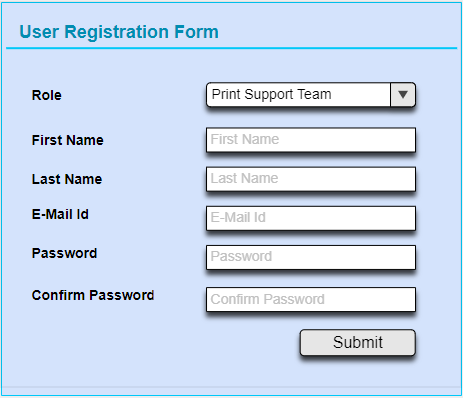 User Registration Form
Role Print Support Team
First Name First Name
Last Name Last Name
E-Mail Id E-Mail Id
Password Password
Confirm Password Confirm Password
Submit